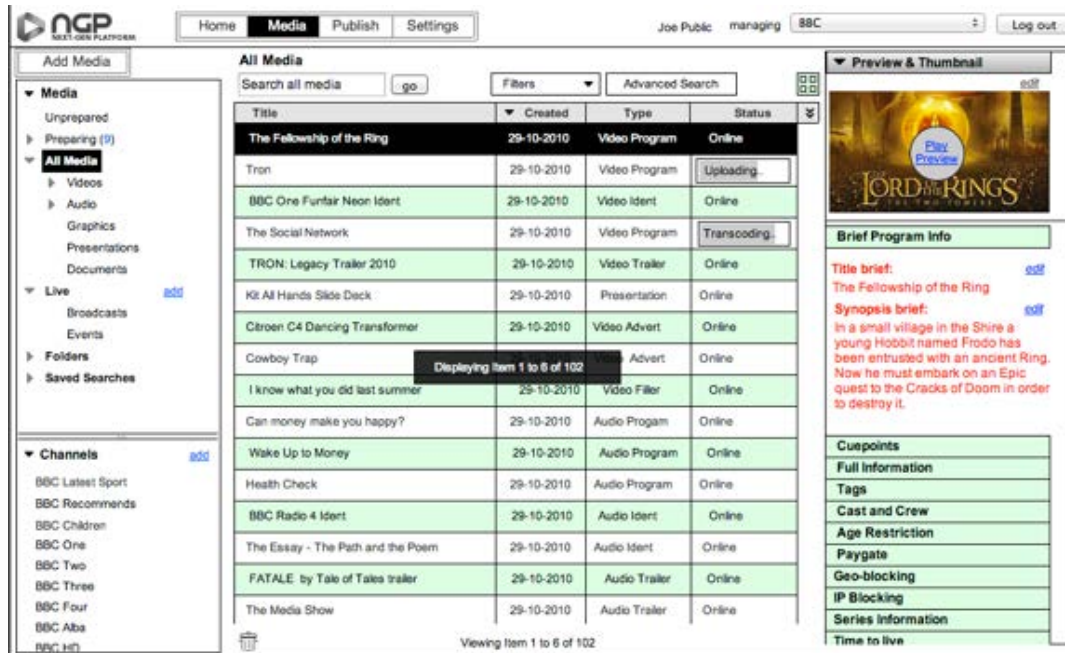 NGP
NEXT-GEN PLATFORM
Home Media Publish Settings
Joe Public managing BBC Log out
Add Media
Media
Unprepared
Preparing (9)
All Media
Videos
Audio
Graphics
Presentations
Documents
Live add
Broadcasts
Events
Folders
Saved Searches
Channels add
BBC Latest Sport
BBC Recommends
BBC Children
BBC One
BBC Two
BBC Three
BBC Four
BBC Alba
BBC HD
All Media
Search all media go Filters Advanced Search
Title Created Type Status
The Fellowship of the Ring 29-10-2010 Video Program Online
Tron 29-10-2010 Video Program Uploading..
BBC One Funfair Neon Ident 29-10-2010 Video Ident Online
The Social Network 29-10-2010 Video Program Transcoding..
TRON: Legacy Trailer 2010 29-10-2010 Video Trailer Online
Kit All Hands Slide Deck 29-10-2010 Presentation Online
Citroen C4 Dancing Transformer 29-10-2010 Video Advert Online
Cowboy Trap Advert Online
Displaying Item 1 to 6 of 102
I know what you did last summer 29-10-2010 Video Filler Online
Can money make you happy? 29-10-2010 Audio Progam Online
Wake Up to Money 29-10-2010 Audio Program Online
Health Check 29-10-2010 Audio Program Online
BBC Radio 4 Ident 29-10-2010 Audio Ident Online
The Essay - The Path and the Poem 29-10-2010 Audio Ident Online
FATALE by Tale of Tales trailer 29-10-2010 Audio Trailer Online
The Media Show 29-10-2010 Audio Trailer Online
Viewing Item 1 to 6 of 102
Preview & Thumbnail
edit
Play
Preview
THE LORD OF THE RINGS
THE TWO TOWERS
Brief Program Info
Title brief: edit
The Fellowship of the Ring
Synopsis brief: edit
In a small village in the Shire a
young Hobbit named Frodo has
been entrusted with an ancient Ring.
Now he must embark on an Epic
quest to the Cracks of Doom in order
to destroy it.
Cuepoints
Full Information
Tags
Cast and Crew
Age Restriction
Paygate
Geo-blocking
IP Blocking
Series Information
Time to live